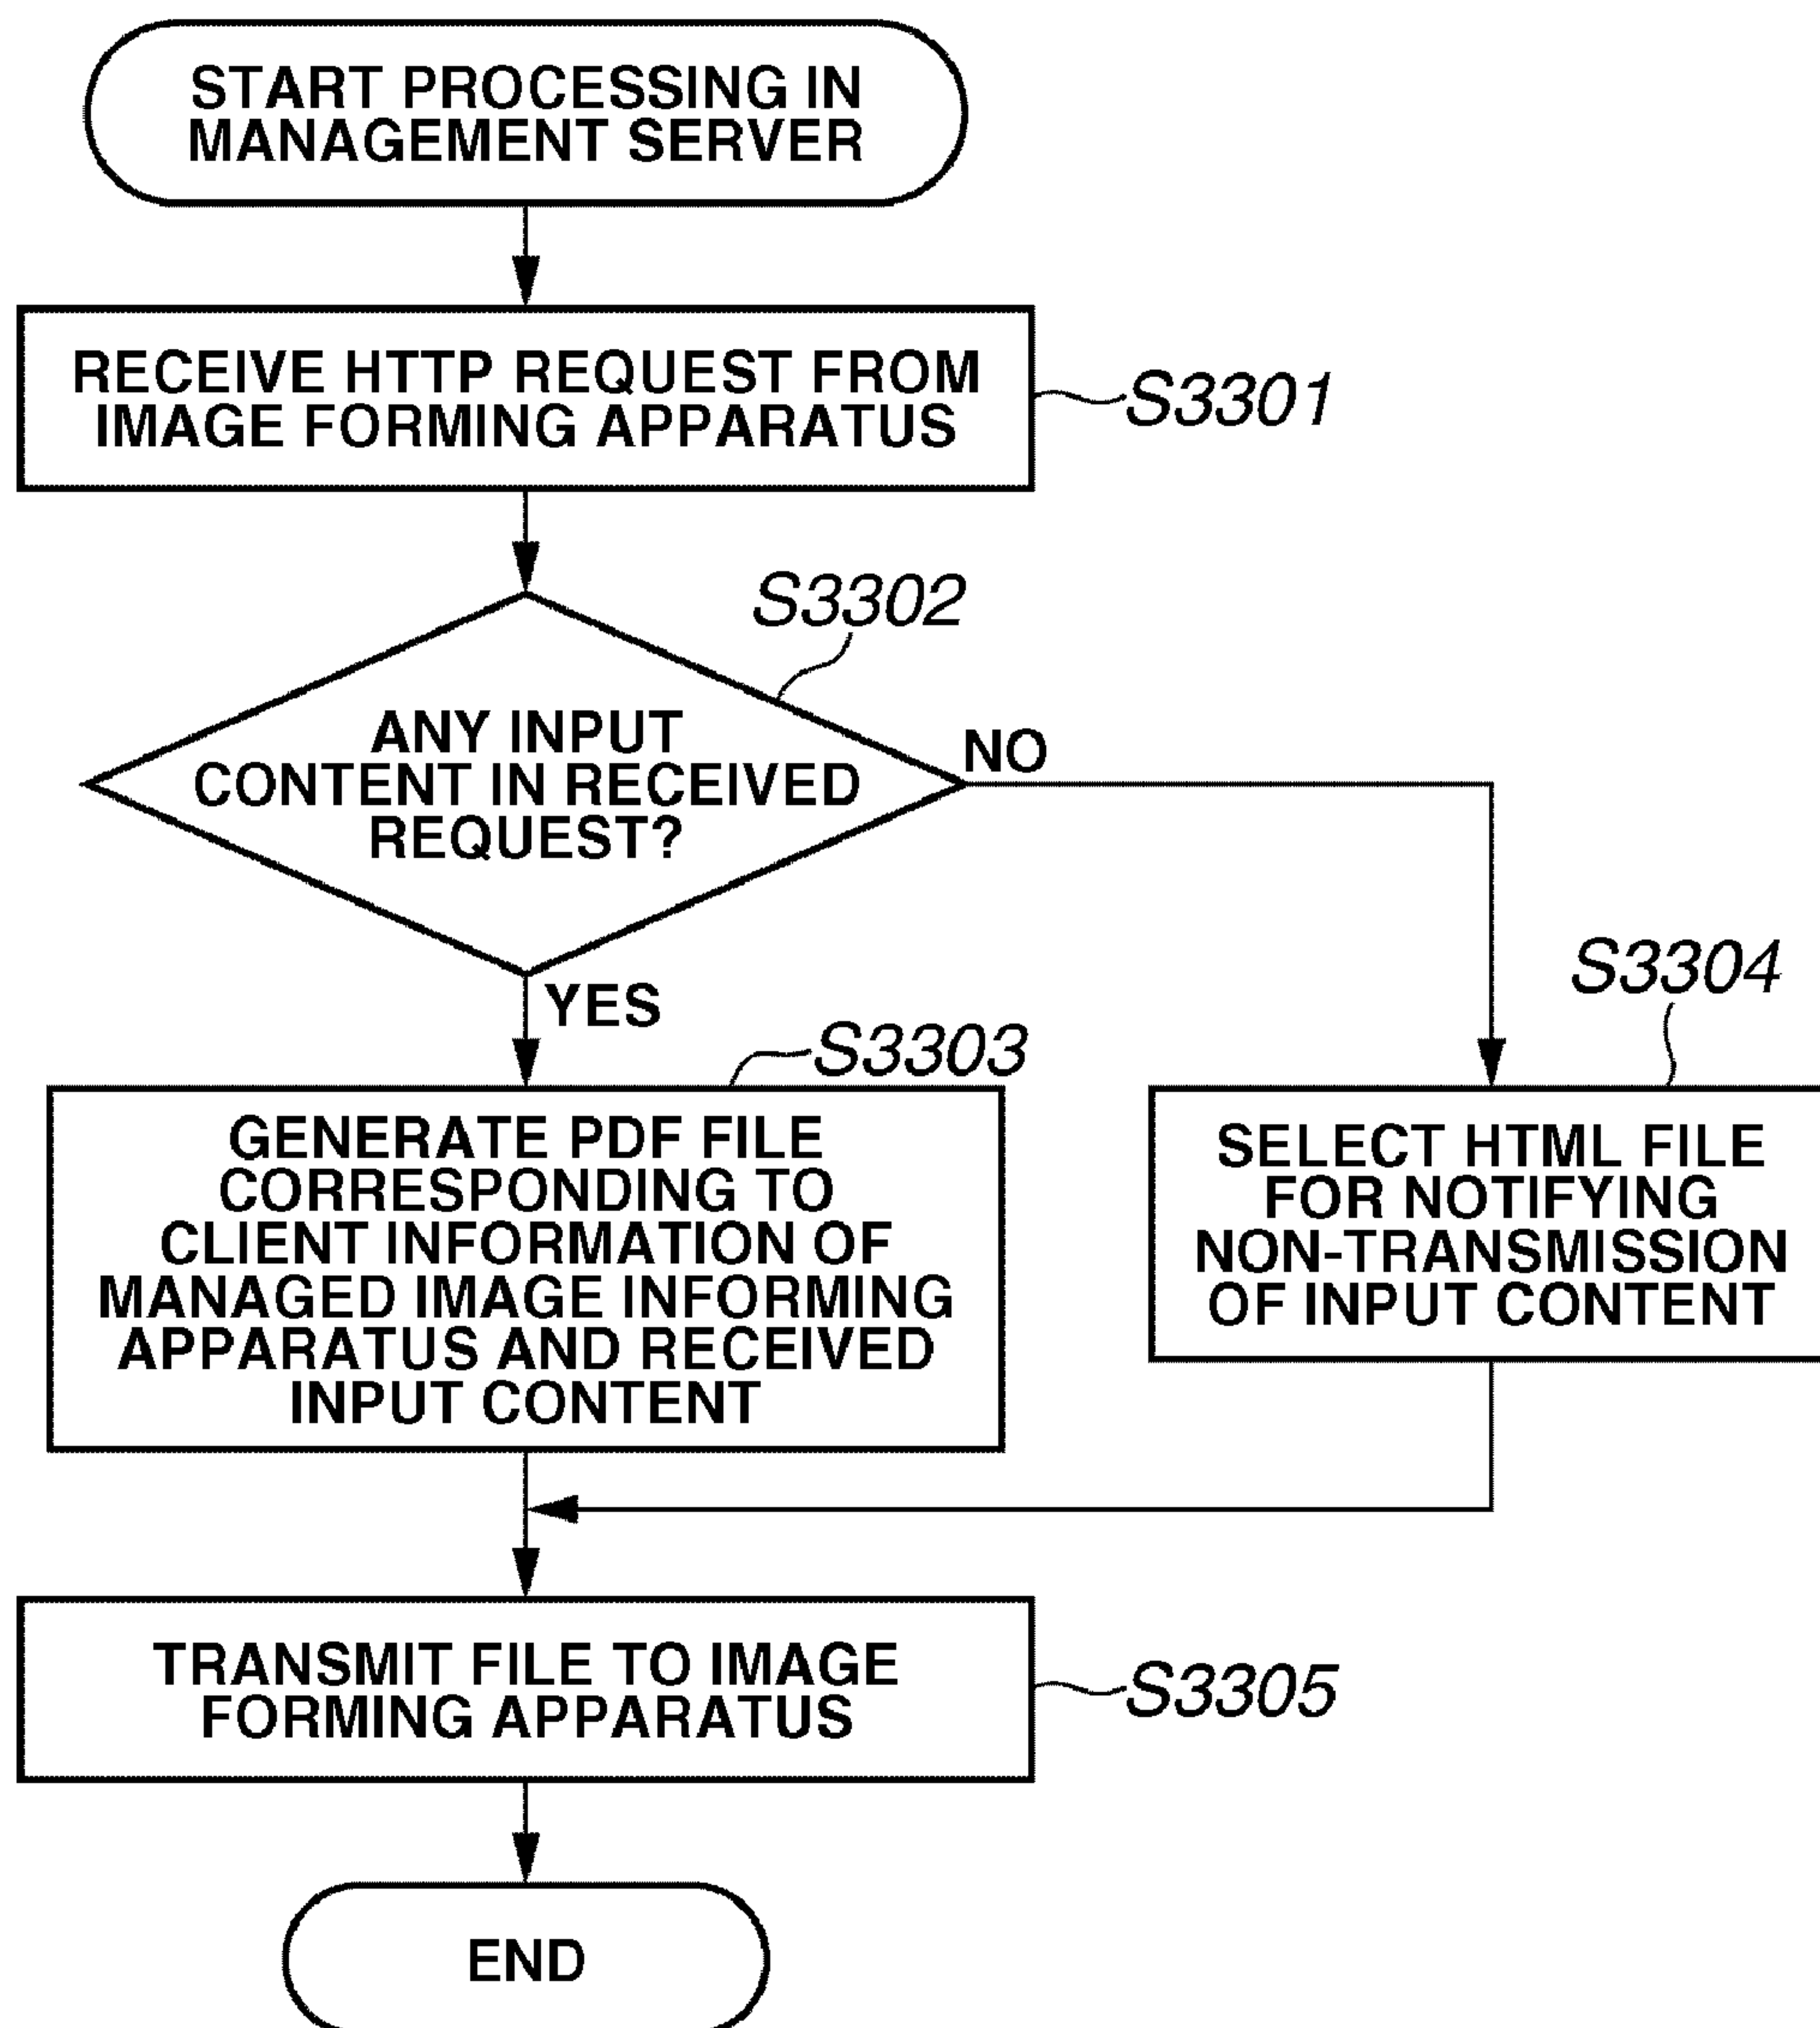 START PROCESSING IN
MANAGEMENT SERVER
RECEIVE HTTP REQUEST FROM
IMAGE FORMING APPARATUS
S3301
S3302
ANY INPUT
CONTENT IN RECEIVED
REQUEST?
NO
YES
S3303
GENERATE PDF FILE
CORRESPONDING TO
CLIENT INFORMATION OF
MANAGED IMAGE INFORMING
APPARATUS AND RECEIVED
INPUT CONTENT
S3304
SELECT HTML FILE
FOR NOTIFYING
NON-TRANSMISSION
OF INPUT CONTENT
TRANSMIT FILE TO IMAGE
FORMING APPARATUS
S3305
END